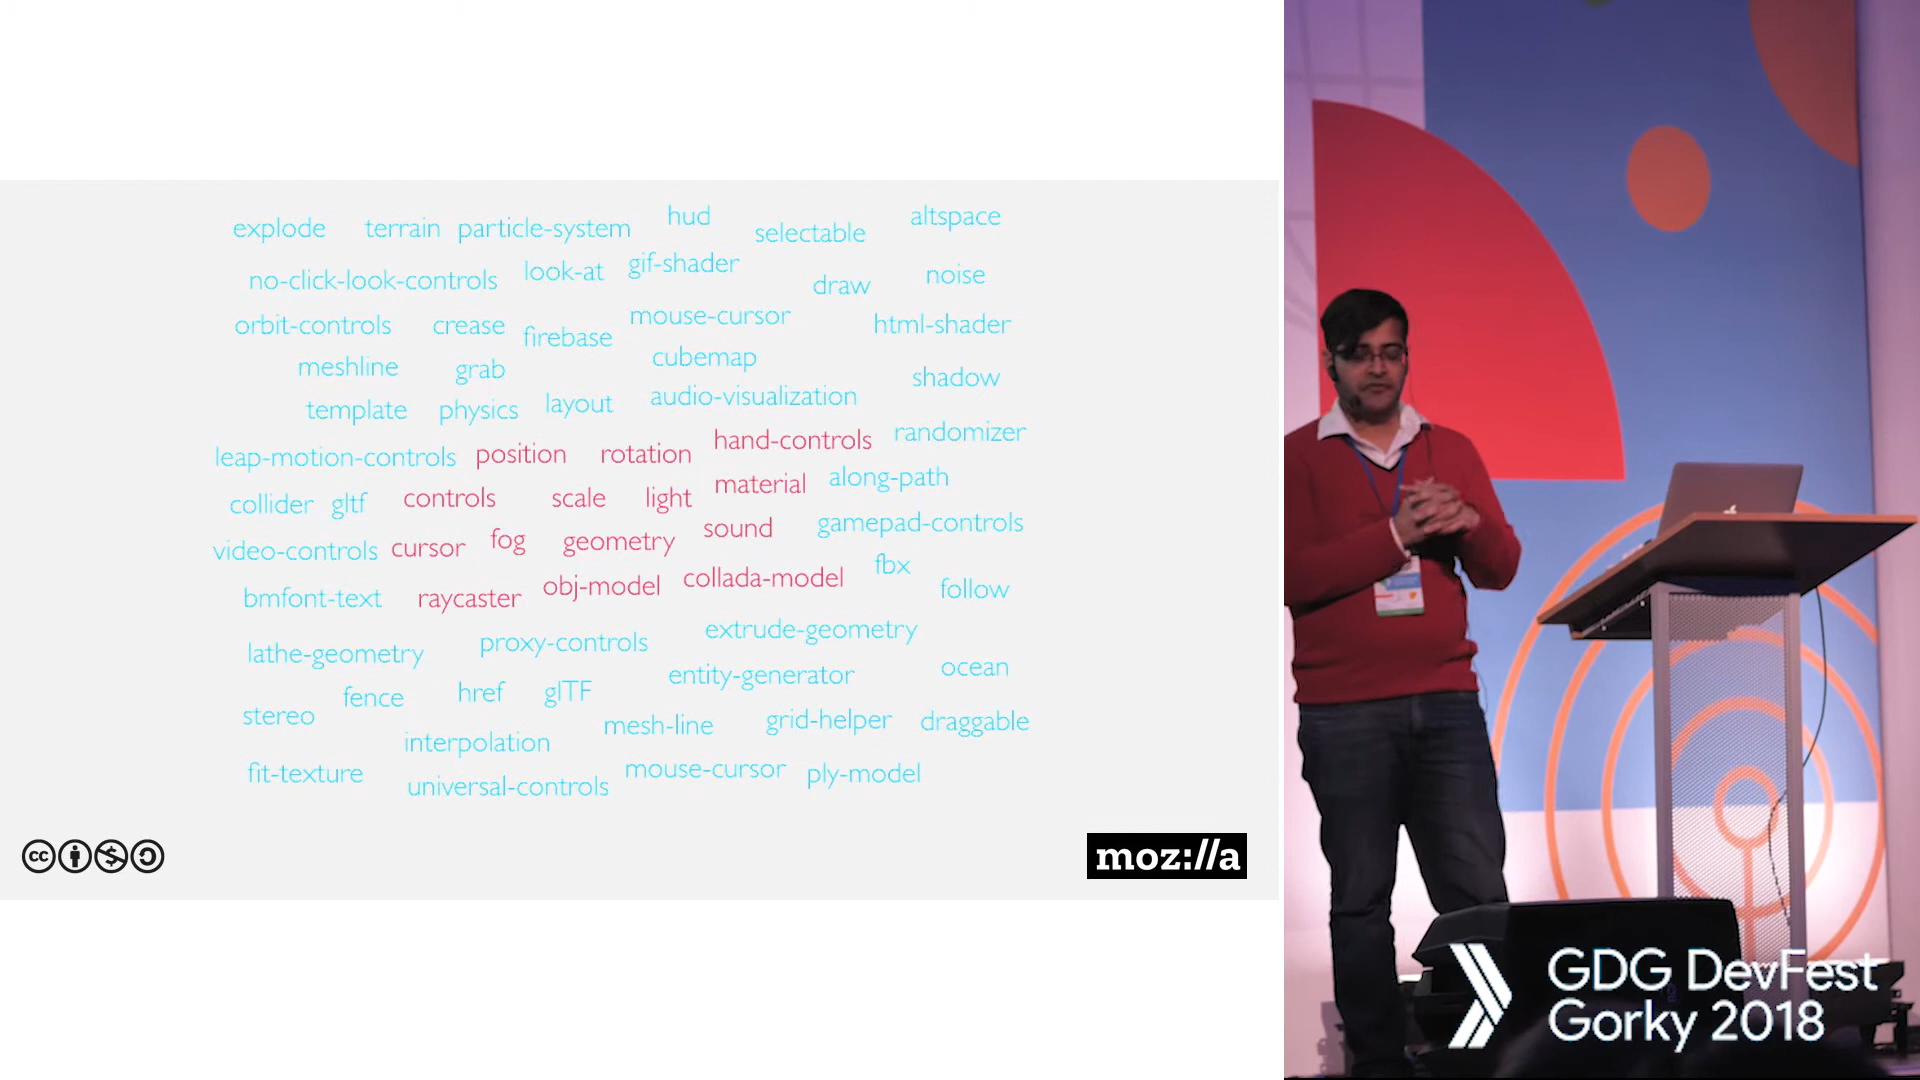 explode terrain particle-system hud selectable altspace
no-click-look-controls look-at gif-shader draw noise
orbit-controls crease firebase mouse-cursor html-shader
meshline grab cubemap shadow
template physics layout audio-visualization
leap-motion-controls position rotation hand-controls randomizer
collider gltf controls scale light material along-path
video-controls cursor fog geometry sound gamepad-controls
bmfont-text raycaster obj-model collada-model fbx follow
lathe-geometry proxy-controls extrude-geometry
stereo fence href glTF entity-generator ocean
interpolation mesh-line grid-helper draggable
fit-texture universal-controls mouse-cursor ply-model
cc
moz://a
GDG DevFest
Gorky 2018